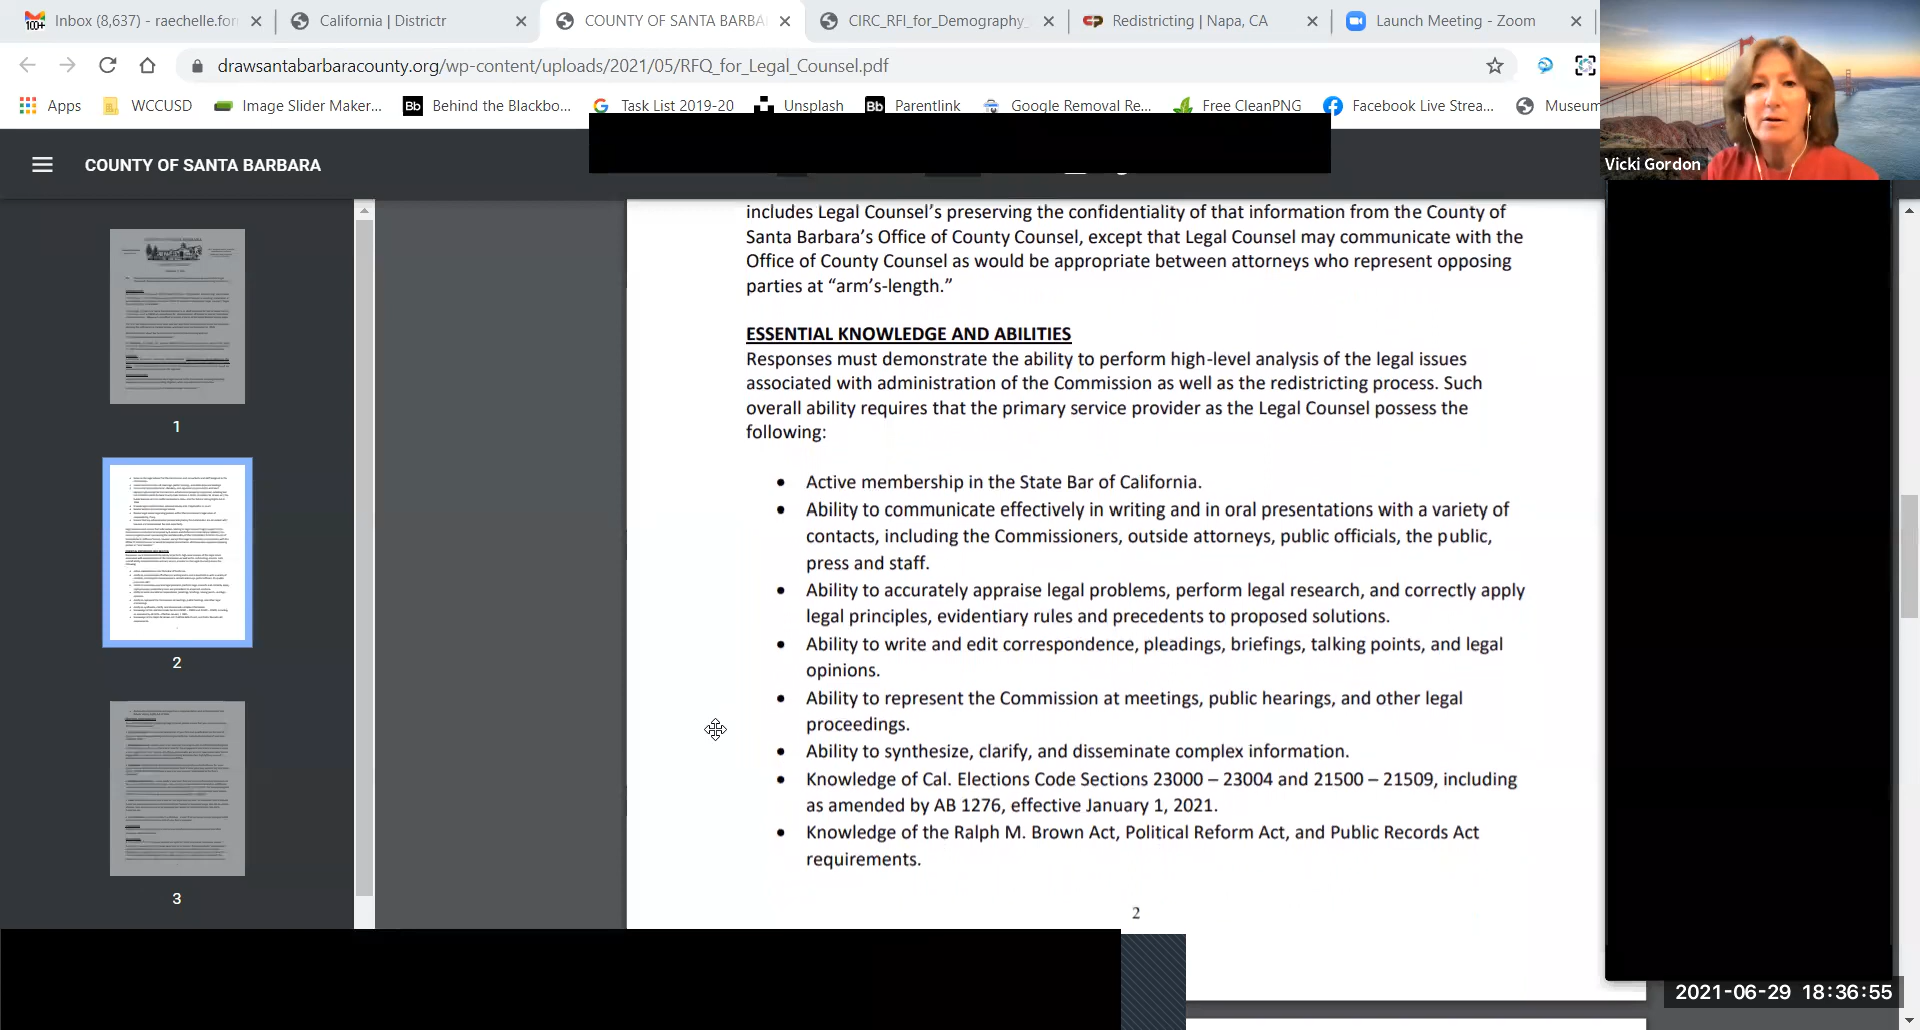 Inbox (8,637) - raechelle.for
California | Districtr
COUNTY OF SANTA BARBA
CIRC_RFI_for_Demography_
Redistricting | Napa, CA
Launch Meeting - Zoom
drawsantabarbaracounty.org/wp-content/uploads/2021/05/RFQ_for_Legal_Counsel.pdf
Apps
WCCUSD
Image Slider Maker...
Behind the Blackbo...
Task List 2019-20
Unsplash
Parentlink
Google Removal Re...
Free CleanPNG
Facebook Live Strea...
Museum
Vicki Gordon
COUNTY OF SANTA BARBARA
1
2
3
includes Legal Counsel’s preserving the confidentiality of that information from the County of
Santa Barbara’s Office of County Counsel, except that Legal Counsel may communicate with the
Office of County Counsel as would be appropriate between attorneys who represent opposing
parties at “arm’s-length.”
ESSENTIAL KNOWLEDGE AND ABILITIES
Responses must demonstrate the ability to perform high-level analysis of the legal issues
associated with administration of the Commission as well as the redistricting process. Such
overall ability requires that the primary service provider as the Legal Counsel possess the
following:
• Active membership in the State Bar of California.
• Ability to communicate effectively in writing and in oral presentations with a variety of
contacts, including the Commissioners, outside attorneys, public officials, the public,
press and staff.
• Ability to accurately appraise legal problems, perform legal research, and correctly apply
legal principles, evidentiary rules and precedents to proposed solutions.
• Ability to write and edit correspondence, pleadings, briefings, talking points, and legal
opinions.
• Ability to represent the Commission at meetings, public hearings, and other legal
proceedings.
• Ability to synthesize, clarify, and disseminate complex information.
• Knowledge of Cal. Elections Code Sections 23000 – 23004 and 21500 – 21509, including
as amended by AB 1276, effective January 1, 2021.
• Knowledge of the Ralph M. Brown Act, Political Reform Act, and Public Records Act
requirements.
2
2021-06-29 18:36:55